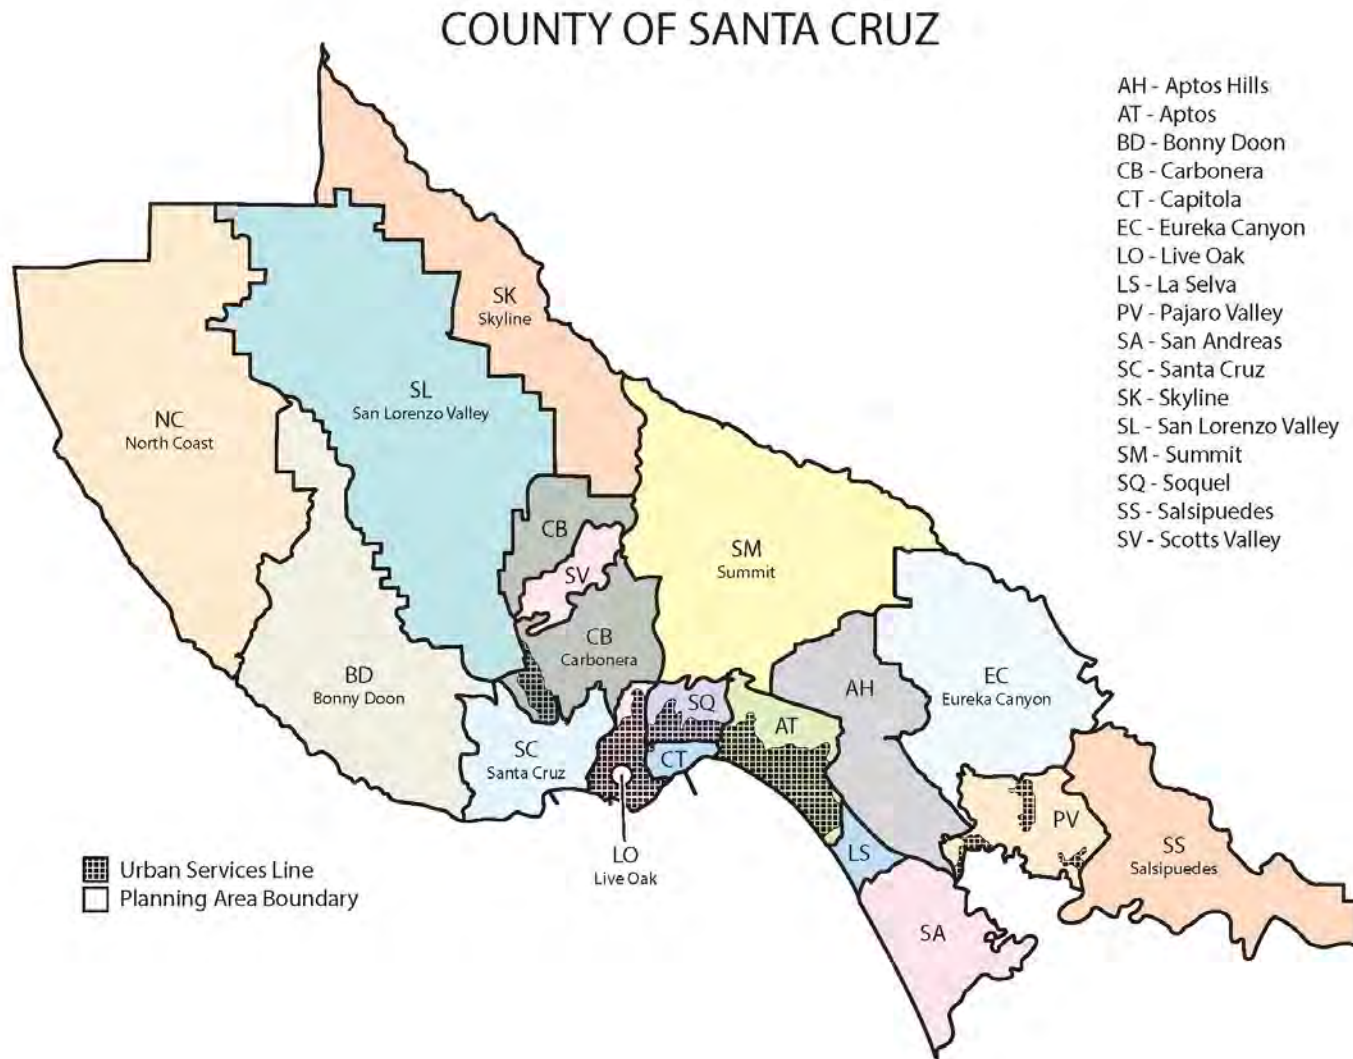 COUNTY OF SANTA CRUZ
AH - Aptos Hills
AT - Aptos
BD - Bonny Doon
CB - Carbonera
CT - Capitola
EC - Eureka Canyon
LO - Live Oak
LS - La Selva
PV - Pajaro Valley
SA - San Andreas
SC - Santa Cruz
SK - Skyline
SL - San Lorenzo Valley
SM - Summit
SQ - Soquel
SS - Salsipuedes
SV - Scotts Valley
SK
Skyline
SL
San Lorenzo Valley
NC
North Coast
CB
SV
SM
Summit
CB
Carbonera
BD
Bonny Doon
AH
EC
Eureka Canyon
SQ
AT
SC
Santa Cruz
CT
PV
LO
Live Oak
LS
SS
Salsipuedes
SA
Urban Services Line
Planning Area Boundary